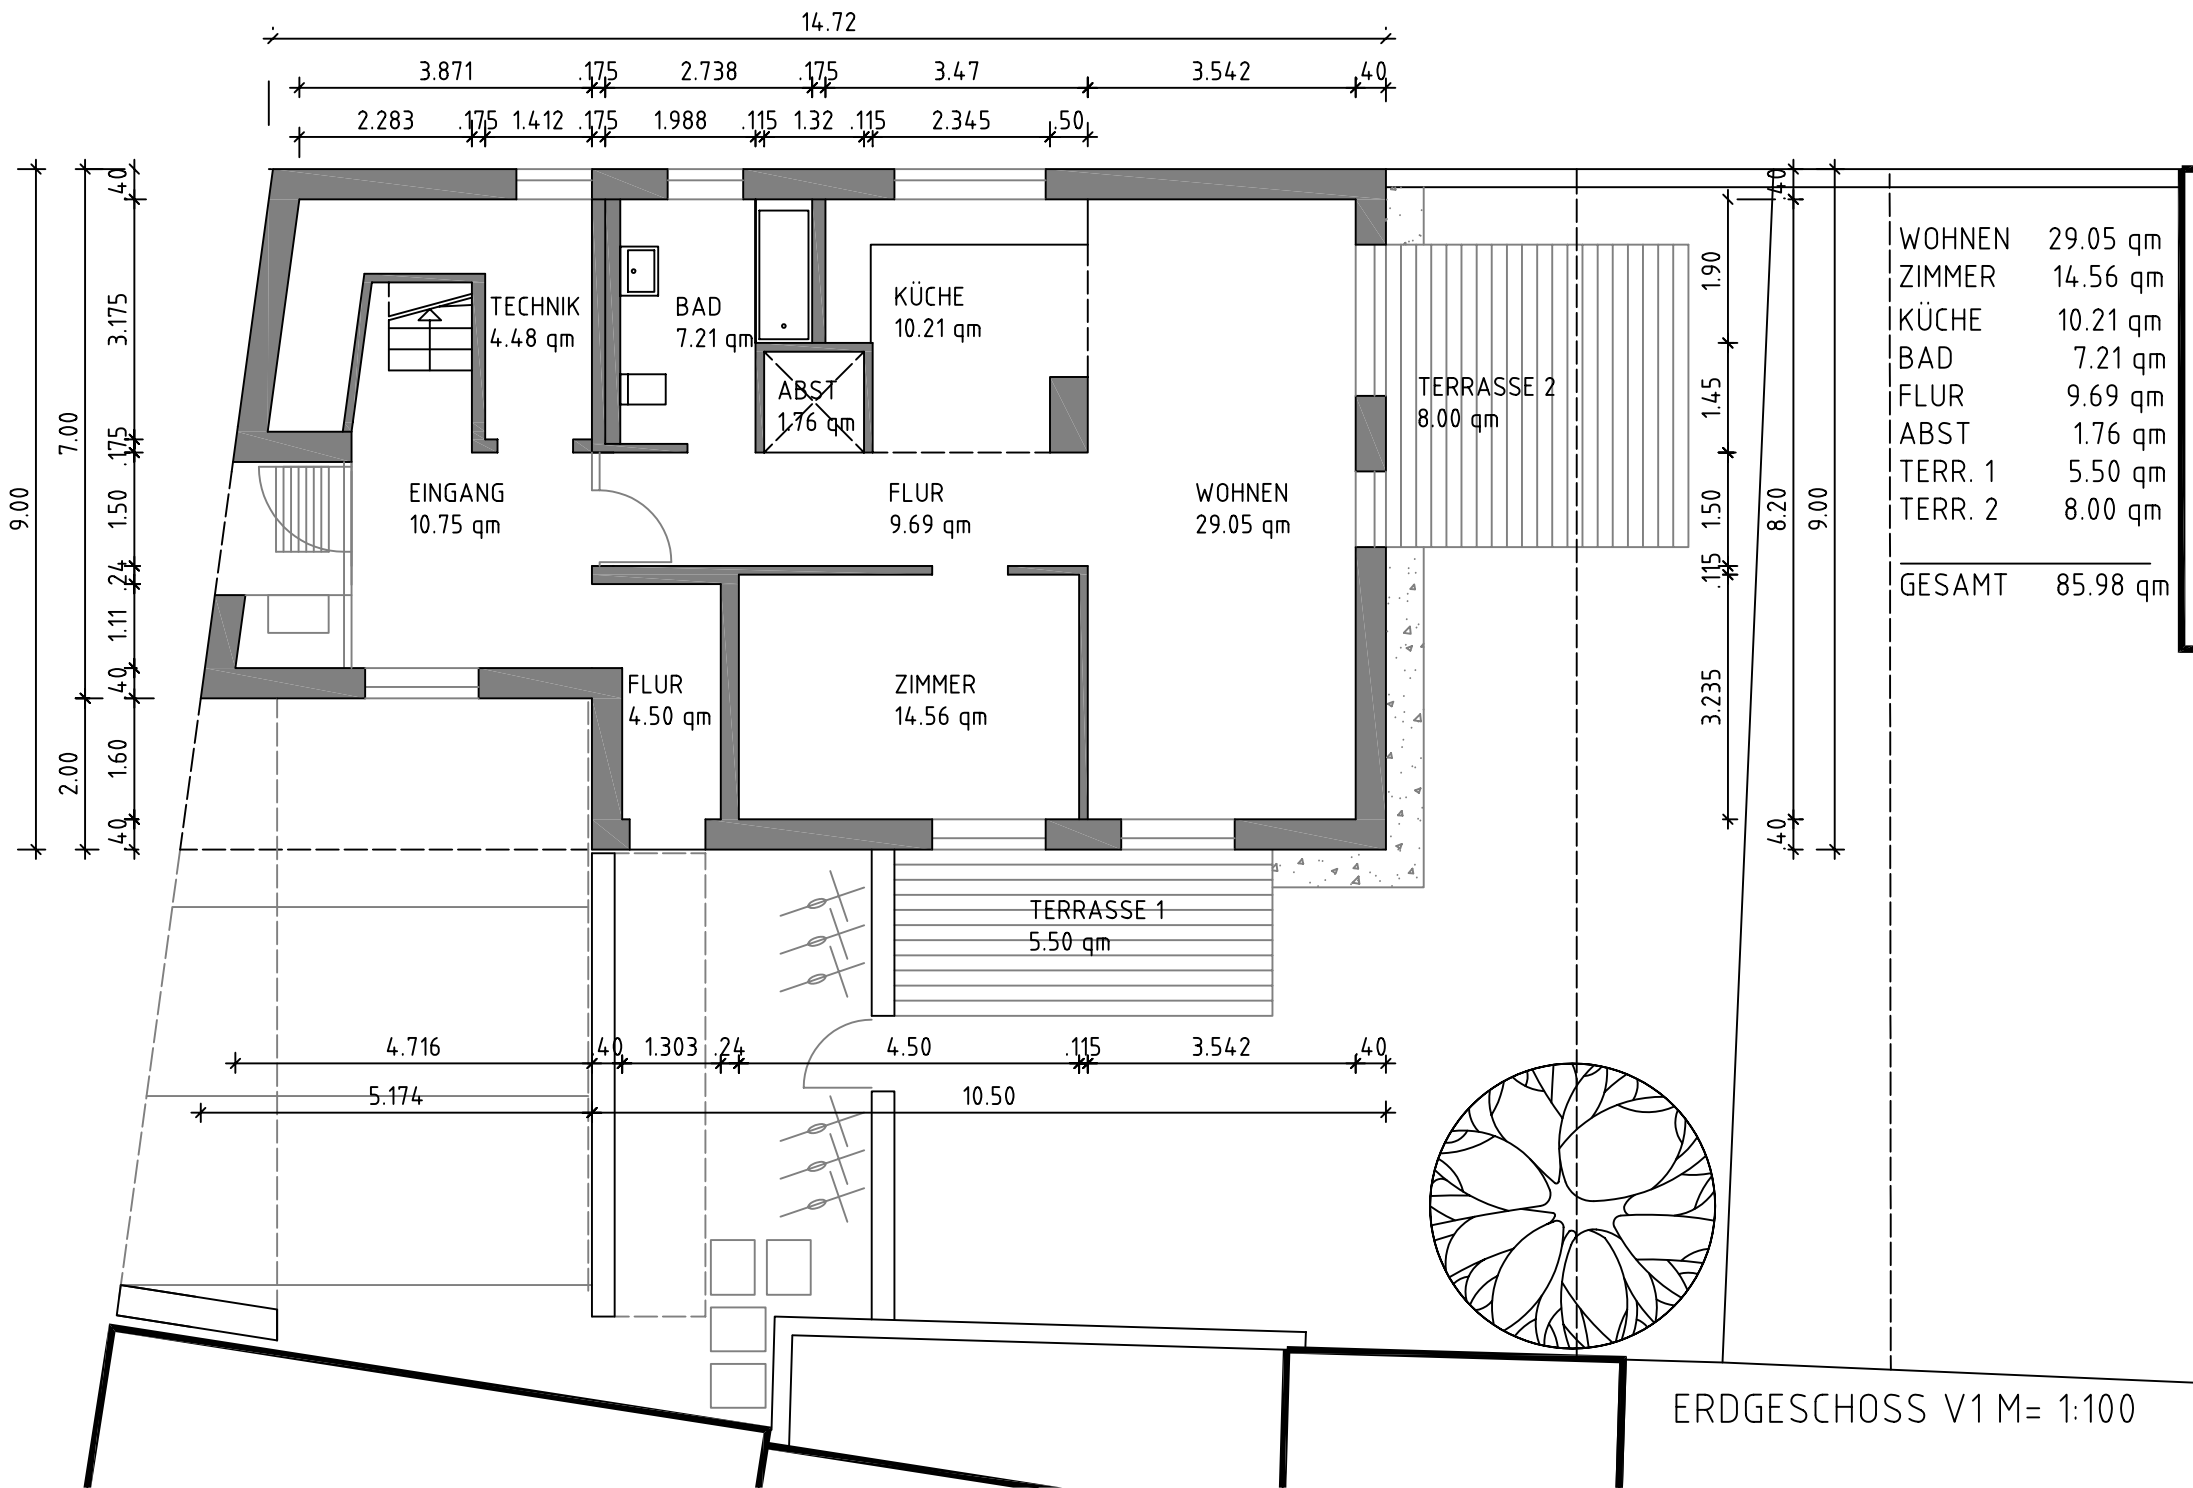 14.72
3.871 .175 2.738 .175 3.47 3.542 .40
2.283 .175 1.412 .175 1.988 .115 1.32 .115 2.345 .50
9.00
7.00
2.00
.40
3.175
.175
1.50
.24
1.11
.40
1.60
.40
TECHNIK
4.48 qm
BAD
7.21 qm
KÜCHE
10.21 qm
ABST
1.76 qm
TERRASSE 2
8.00 qm
EINGANG
10.75 qm
FLUR
9.69 qm
WOHNEN
29.05 qm
FLUR
4.50 qm
ZIMMER
14.56 qm
TERRASSE 1
5.50 qm
1.90
1.45
1.50
.115
3.235
.40
8.20
.40
9.00
WOHNEN 29.05 qm
ZIMMER 14.56 qm
KÜCHE 10.21 qm
BAD 7.21 qm
FLUR 9.69 qm
ABST 1.76 qm
TERR. 1 5.50 qm
TERR. 2 8.00 qm
GESAMT 85.98 qm
4.716 .40 1.303 .24 4.50 .115 3.542 .40
5.174 10.50
ERDGESCHOSS V1 M= 1:100